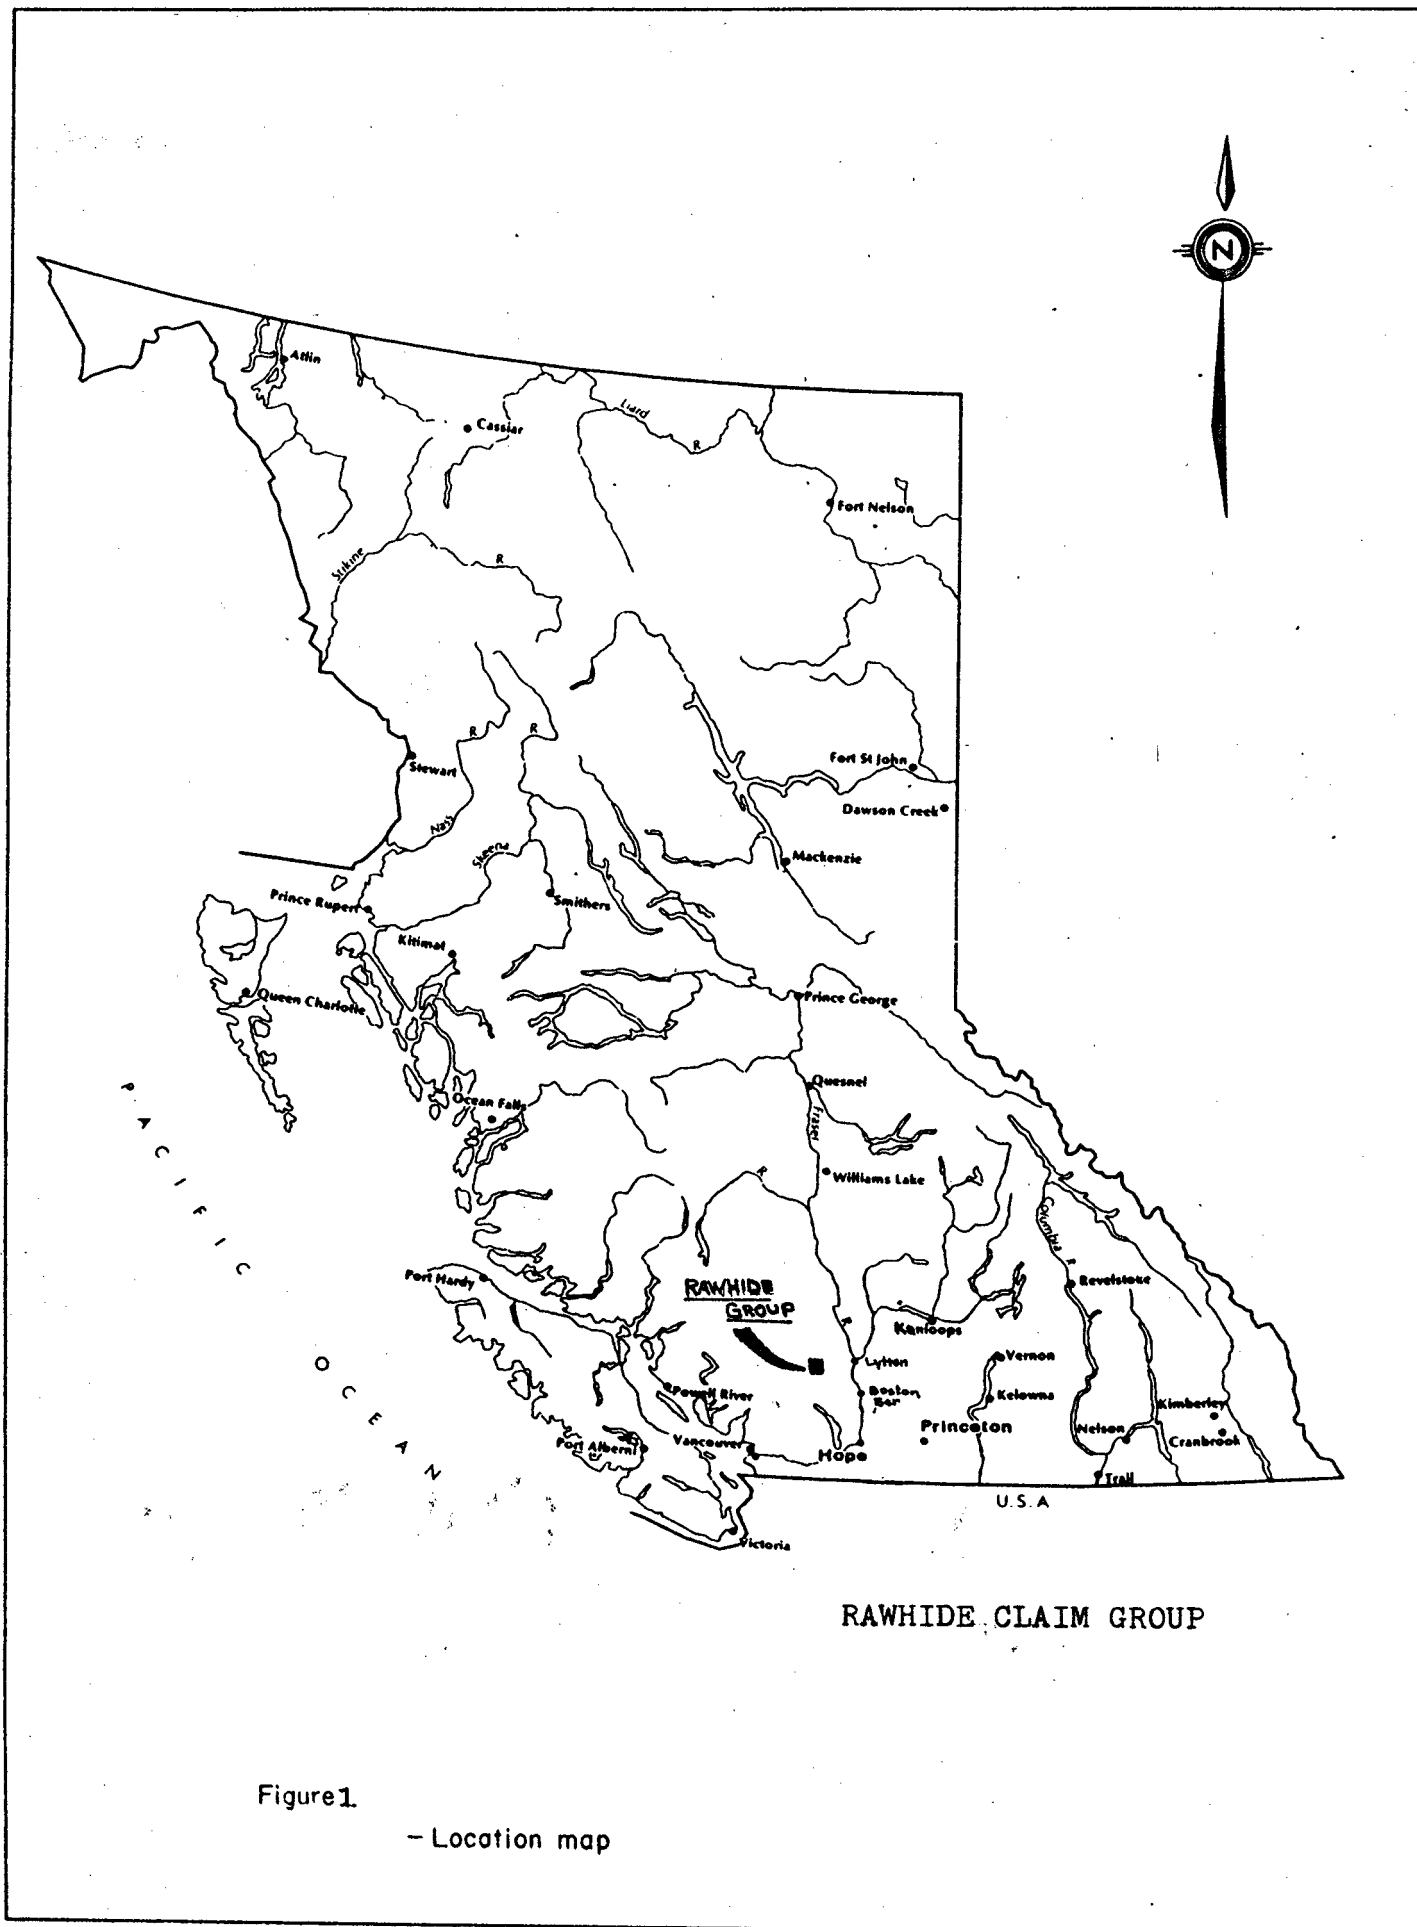 N
Atlin
Cassiar
Liard
R
Fort Nelson
Stikine
R
R
R
Stewart
Fort St John
Dawson Creek
Nass
Skeena
Mackenzie
Prince Rupert
Smithers
Kitimat
Queen Charlotte
Prince George
Quesnel
Ocean Falls
Fraser
Williams Lake
R
Columbia
R
PACIFIC
OCEAN
Port Hardy
Revelstoke
RAWHIDE
GROUP
R
Kamloops
Lytton
Vernon
Powell River
Boston
Bar
Kelowna
Kimberley
Princeton
Nelson
Cranbrook
Port Alberni
Vancouver
Hope
Trail
U.S.A
Victoria
RAWHIDE CLAIM GROUP
Figure 1.
- Location map